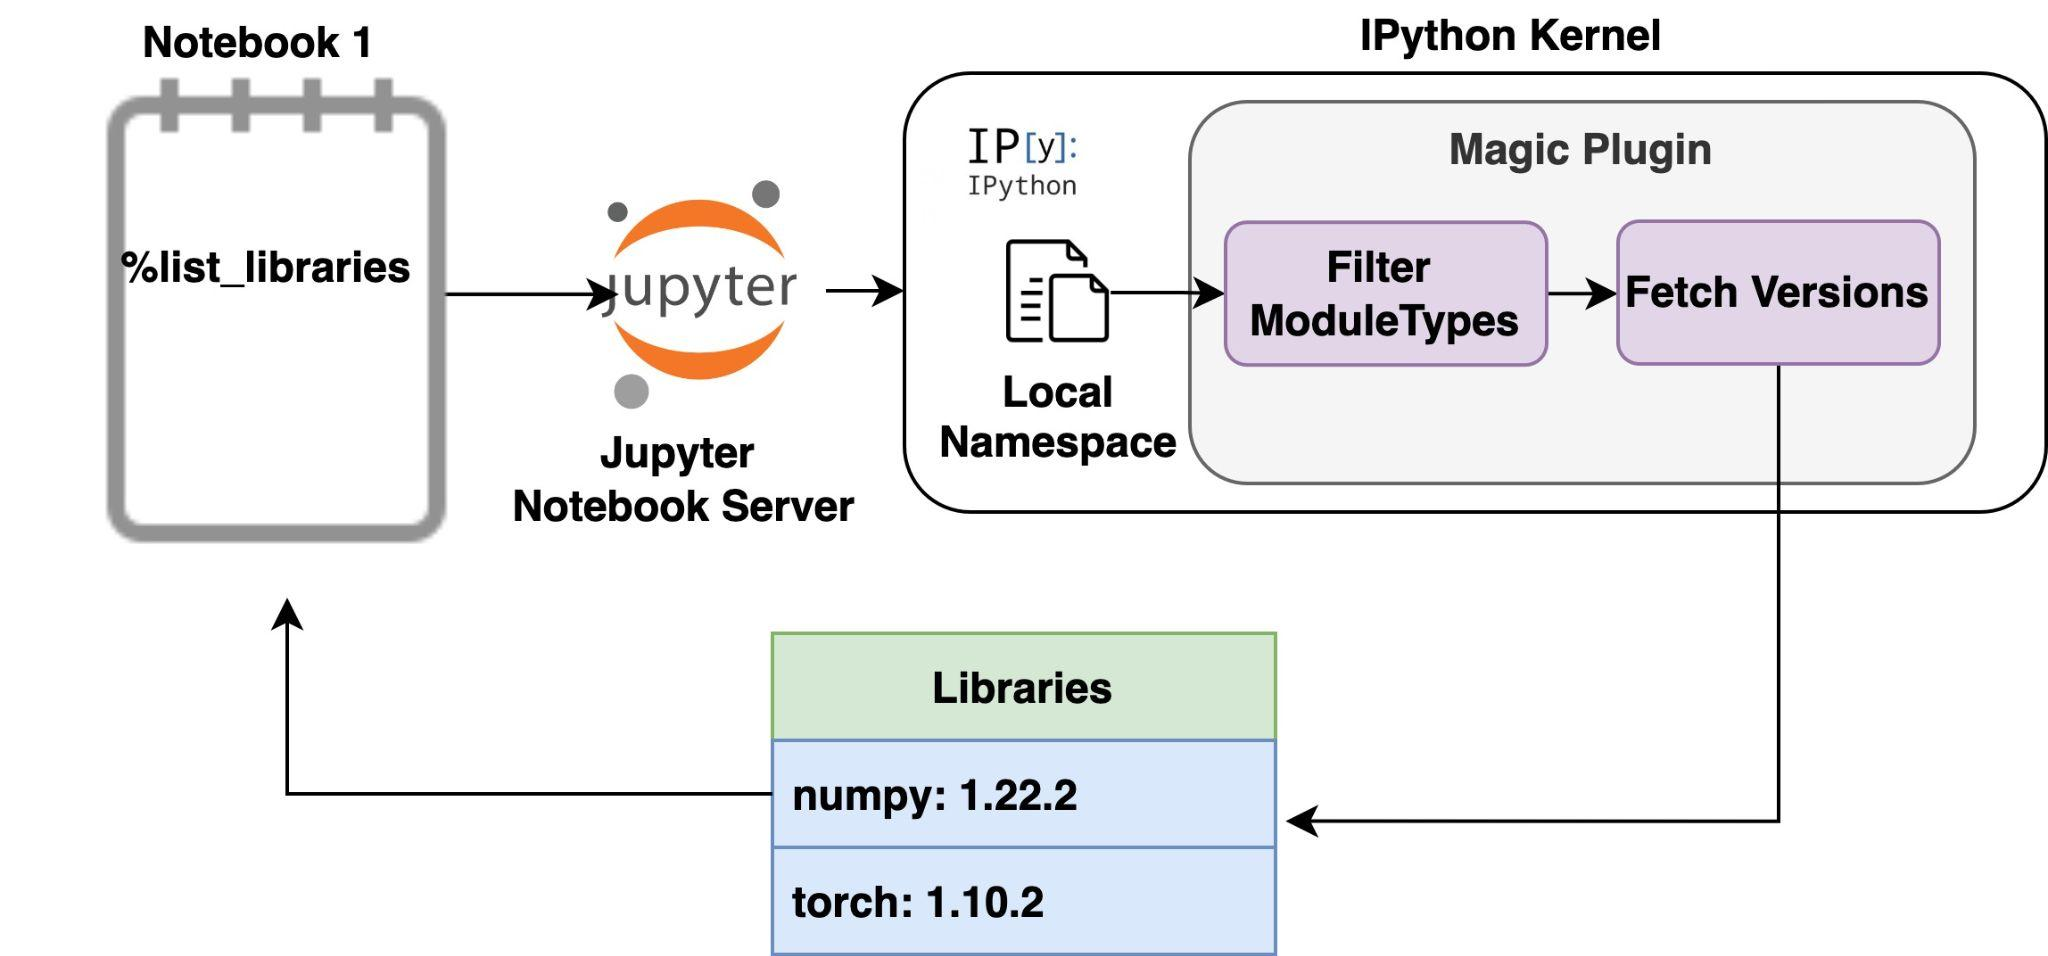 Notebook 1
%list_libraries
jupyter
Jupyter
Notebook Server
IPython Kernel
IP[y]:
IPython
Local
Namespace
Magic Plugin
Filter
ModuleTypes
Fetch Versions
Libraries
numpy: 1.22.2
torch: 1.10.2